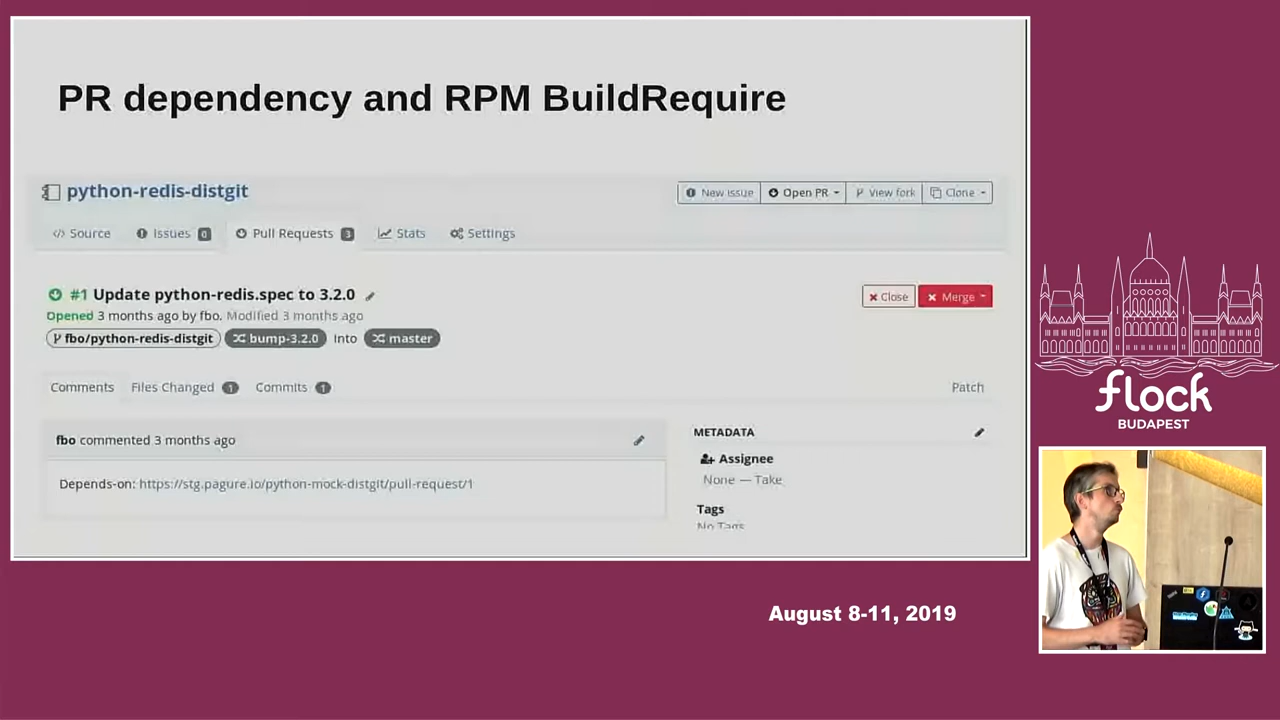 PR dependency and RPM BuildRequire
python-redis-distgit
New issue Open PR View fork Clone
Source Issues 0 Pull Requests 3 Stats Settings
#1 Update python-redis.spec to 3.2.0
Close Merge
Opened 3 months ago by fbo. Modified 3 months ago
fbo/python-redis-distgit bump-3.2.0 into master
Comments Files Changed 1 Commits 1 Patch
fbo commented 3 months ago
METADATA
Assignee
None — Take
Depends-on: https://stg.pagure.io/python-mock-distgit/pull-request/1
Tags
No Tags
flock
BUDAPEST
August 8-11, 2019